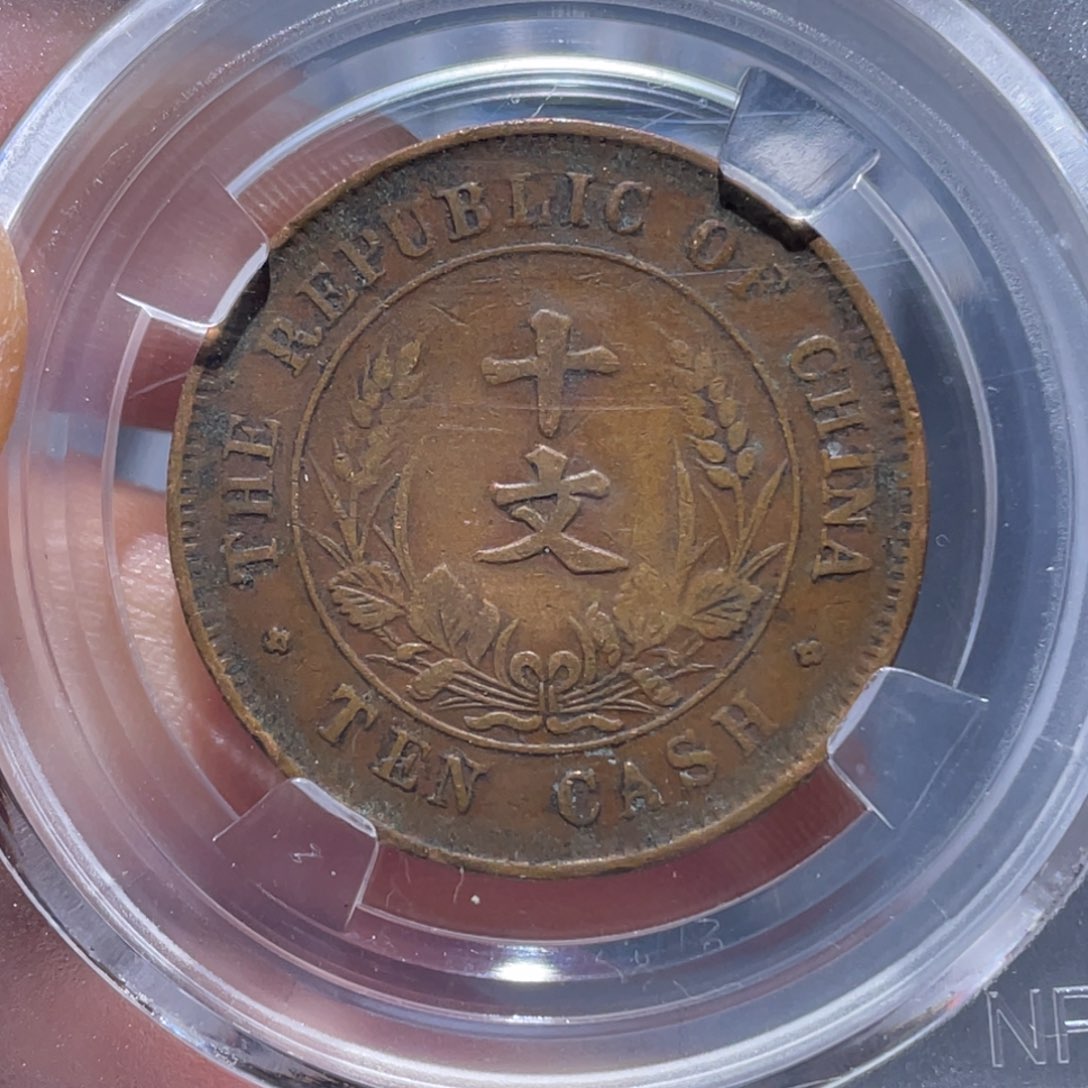 THE REPUBLIC OF CHINA
十
文
TEN CASH